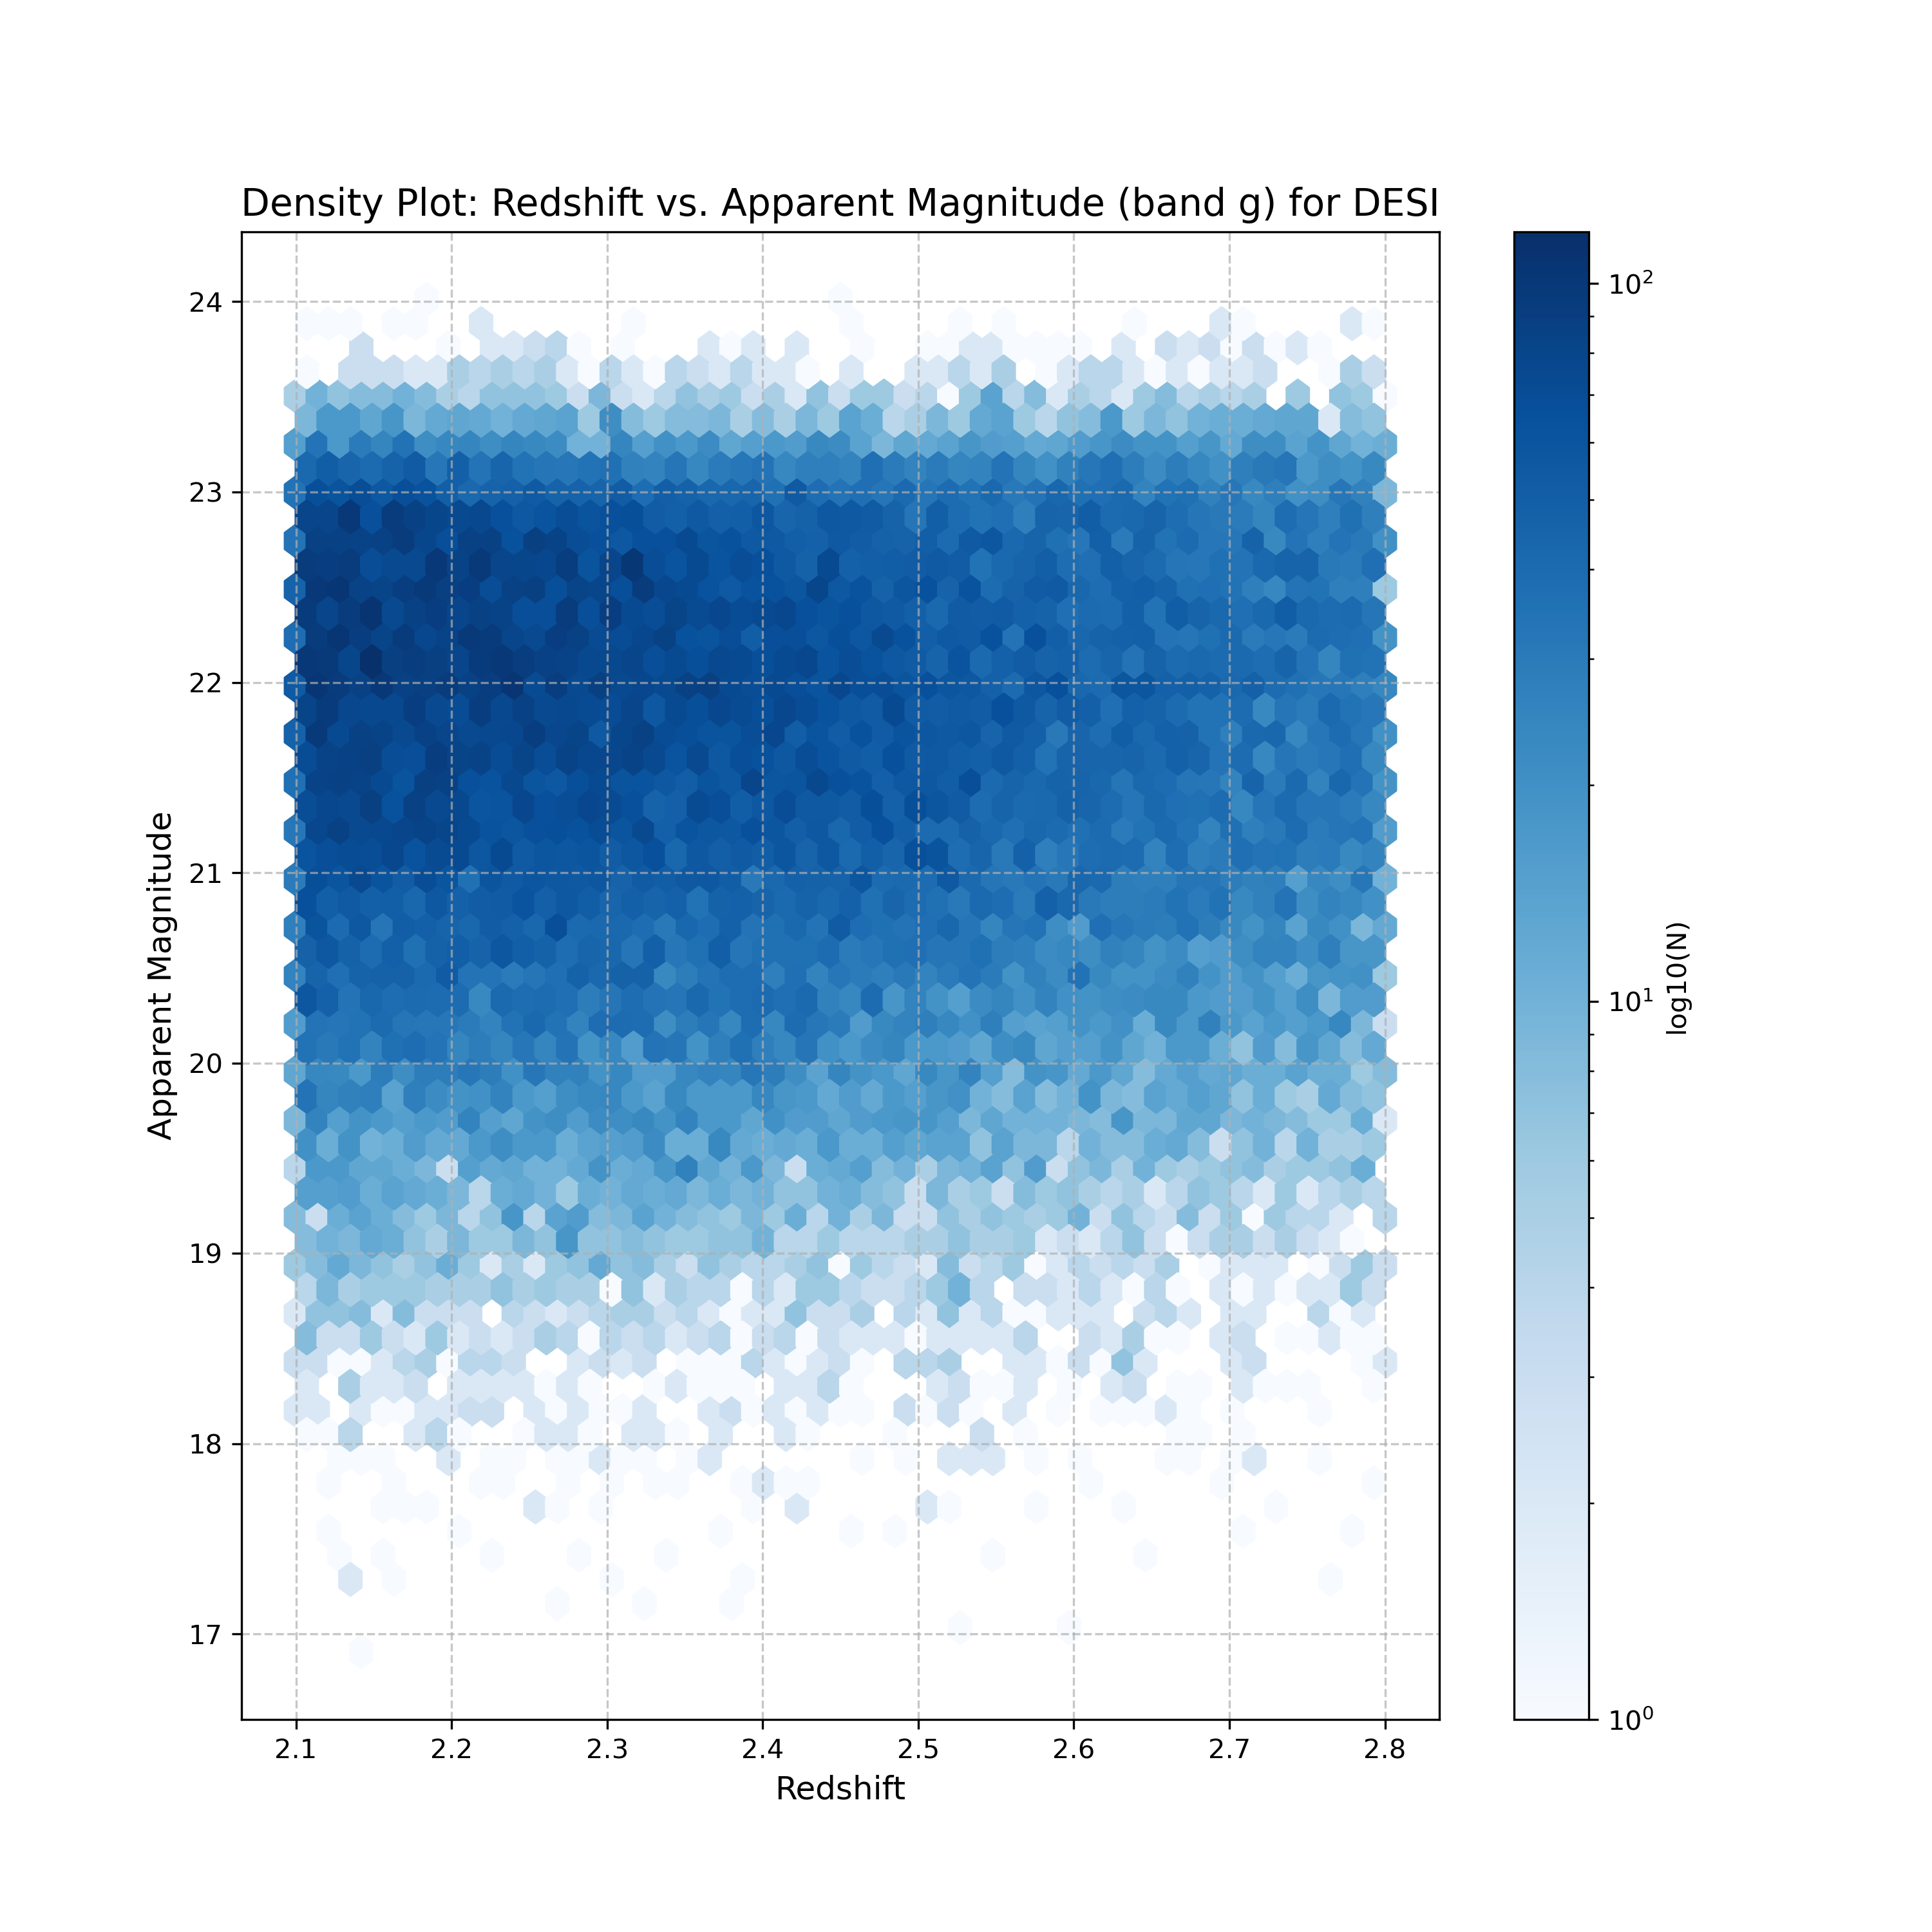 Density Plot: Redshift vs. Apparent Magnitude (band g) for DESI
Apparent Magnitude
24
23
22
21
20
19
18
17
2.1 2.2 2.3 2.4 2.5 2.6 2.7 2.8
Redshift
10²
10¹
10⁰
log10(N)